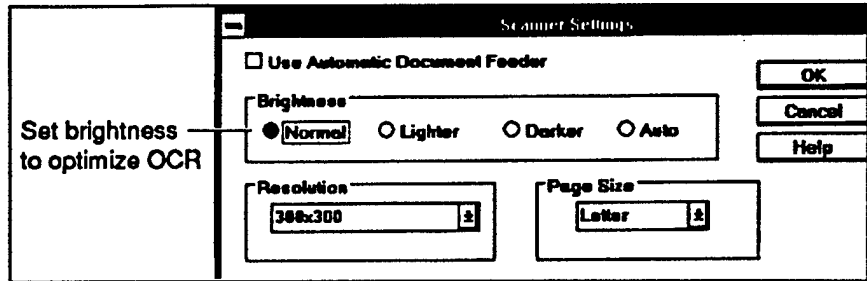 Scanner Settings
Use Automatic Document Feeder
OK
Brightness
Cancel
Set brightness
to optimize OCR
Normal
Lighter
Darker
Auto
Help
Resolution
Page Size
300x300
Letter